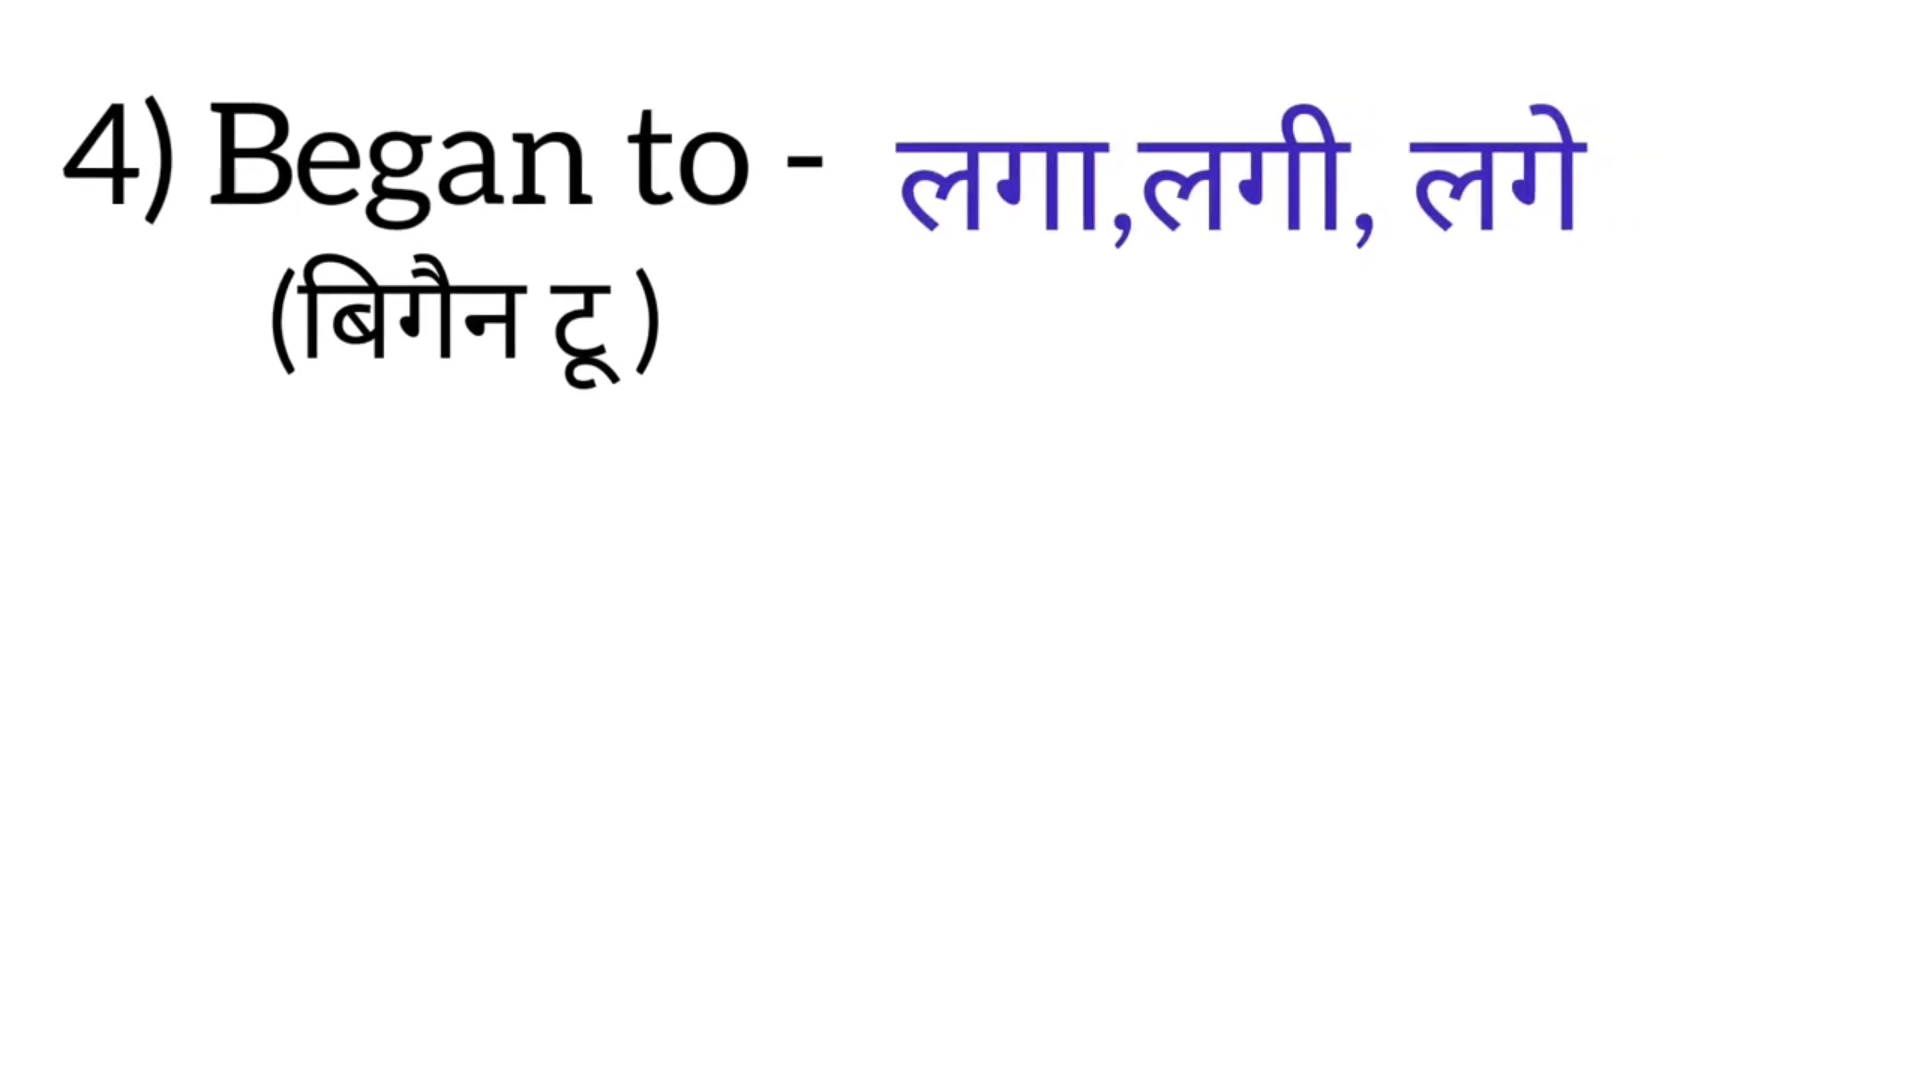 4) Began to - लगा,लगी, लगे
(बिगैन टू )